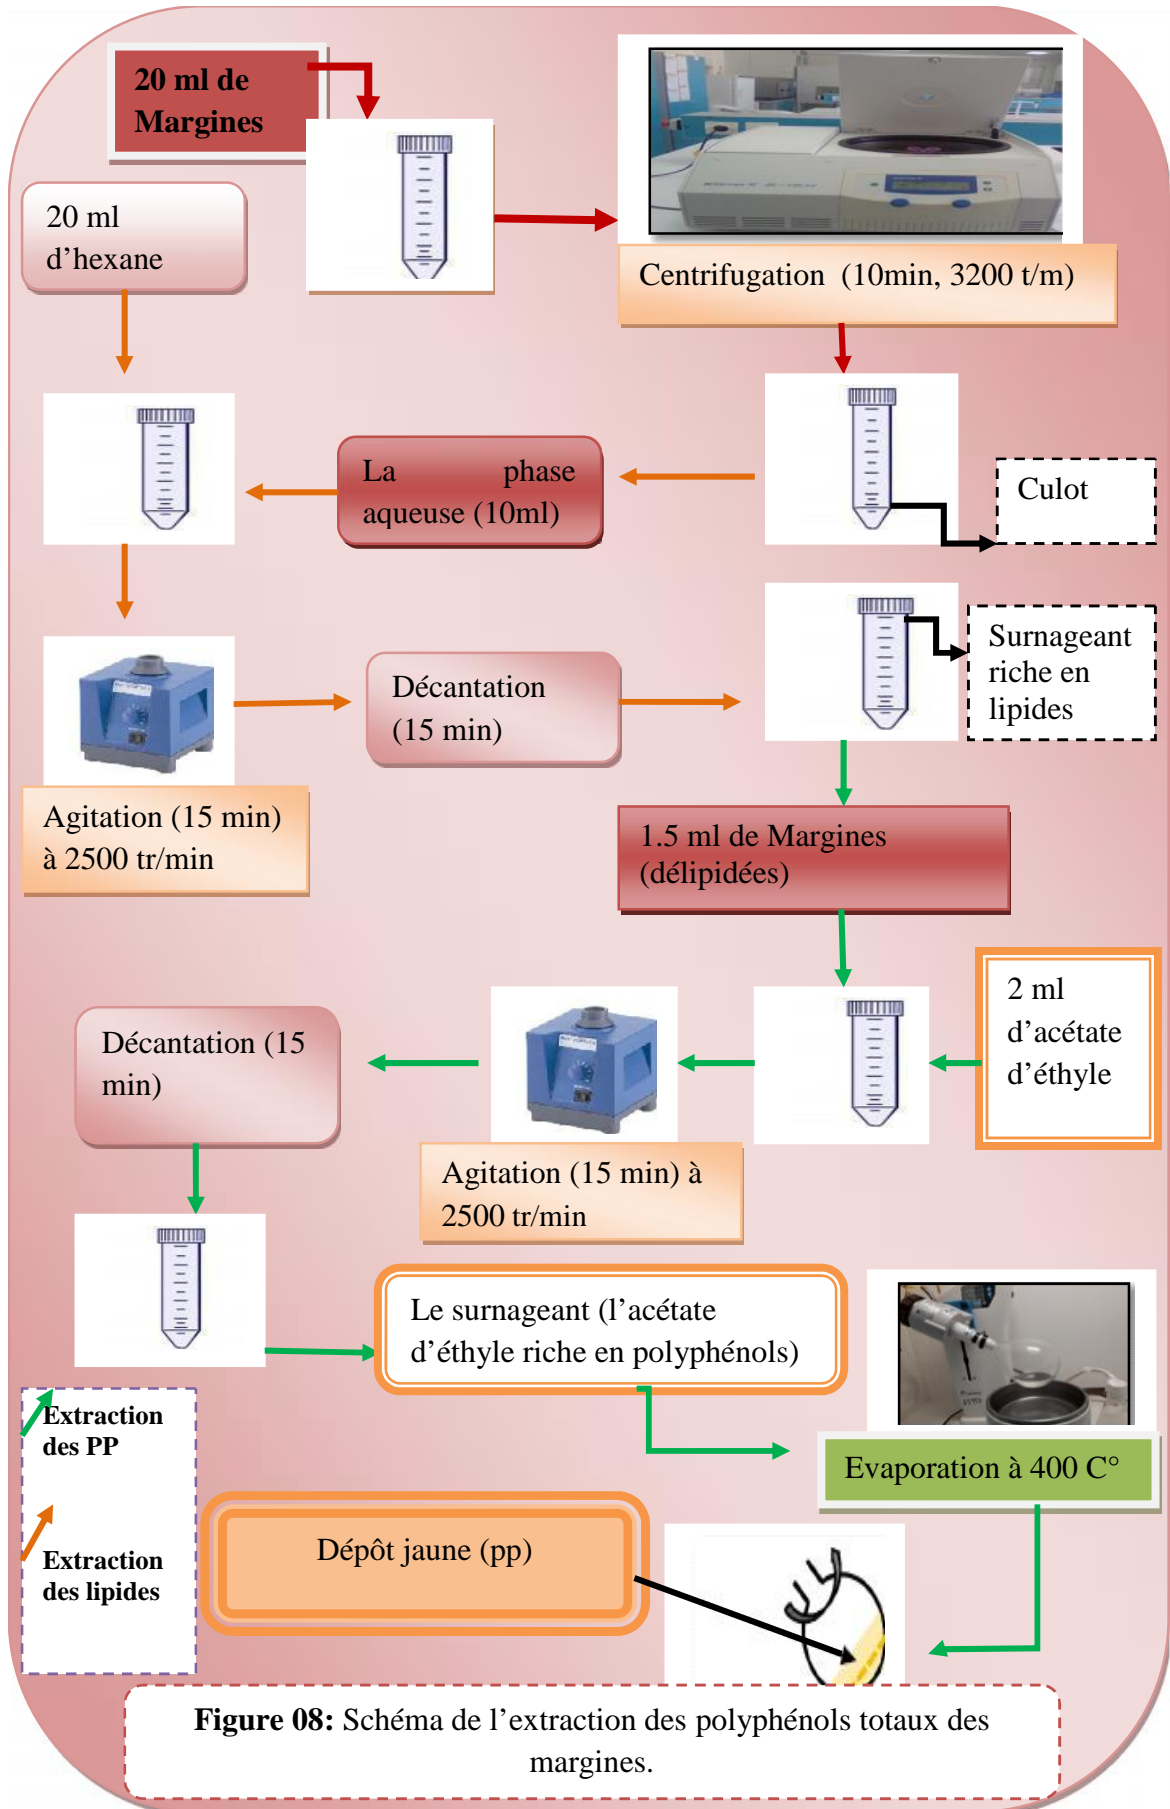 20 ml de
Margines
20 ml
d’hexane
Centrifugation (10min, 3200 t/m)
La phase
aqueuse (10ml)
Culot
Surnageant
riche en
lipides
Décantation
(15 min)
Agitation (15 min)
à 2500 tr/min
1.5 ml de Margines
(délipidées)
2 ml
d’acétate
d’éthyle
Décantation (15
min)
Agitation (15 min) à
2500 tr/min
Le surnageant (l’acétate
d’éthyle riche en polyphénols)
Extraction
des PP
Extraction
des lipides
Evaporation à 400 C°
Dépôt jaune (pp)
Figure 08: Schéma de l’extraction des polyphénols totaux des
margines.